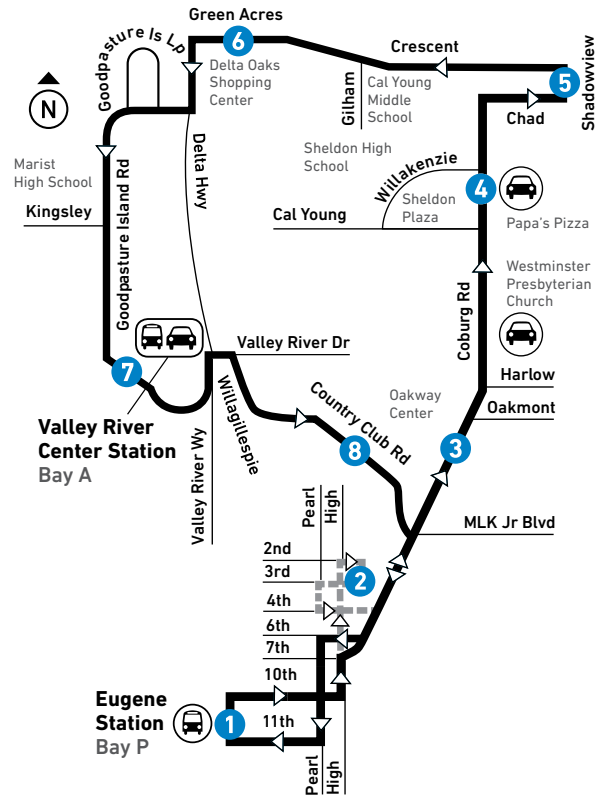 Green Acres
6
Goodpasture Is Lp
Delta Oaks
Shopping
Center
Crescent
5
Shadowview
N
Gilham
Cal Young
Middle
School
Chad
Delta Hwy
Sheldon High
School
Willakenzie
Marist
High School
4
Sheldon
Plaza
Kingsley
Cal Young
Papa's Pizza
Goodpasture Island Rd
Westminster
Presbyterian
Church
Coburg Rd
Valley River Dr
7
Harlow
Willagillespie
Country Club Rd
Oakway
Center
Oakmont
Valley River
Center Station
Bay A
8
3
Valley River Wy
Pearl
High
MLK Jr Blvd
2nd
3rd
2
4th
6th
7th
10th
Eugene
Station
Bay P
1
11th
Pearl
High